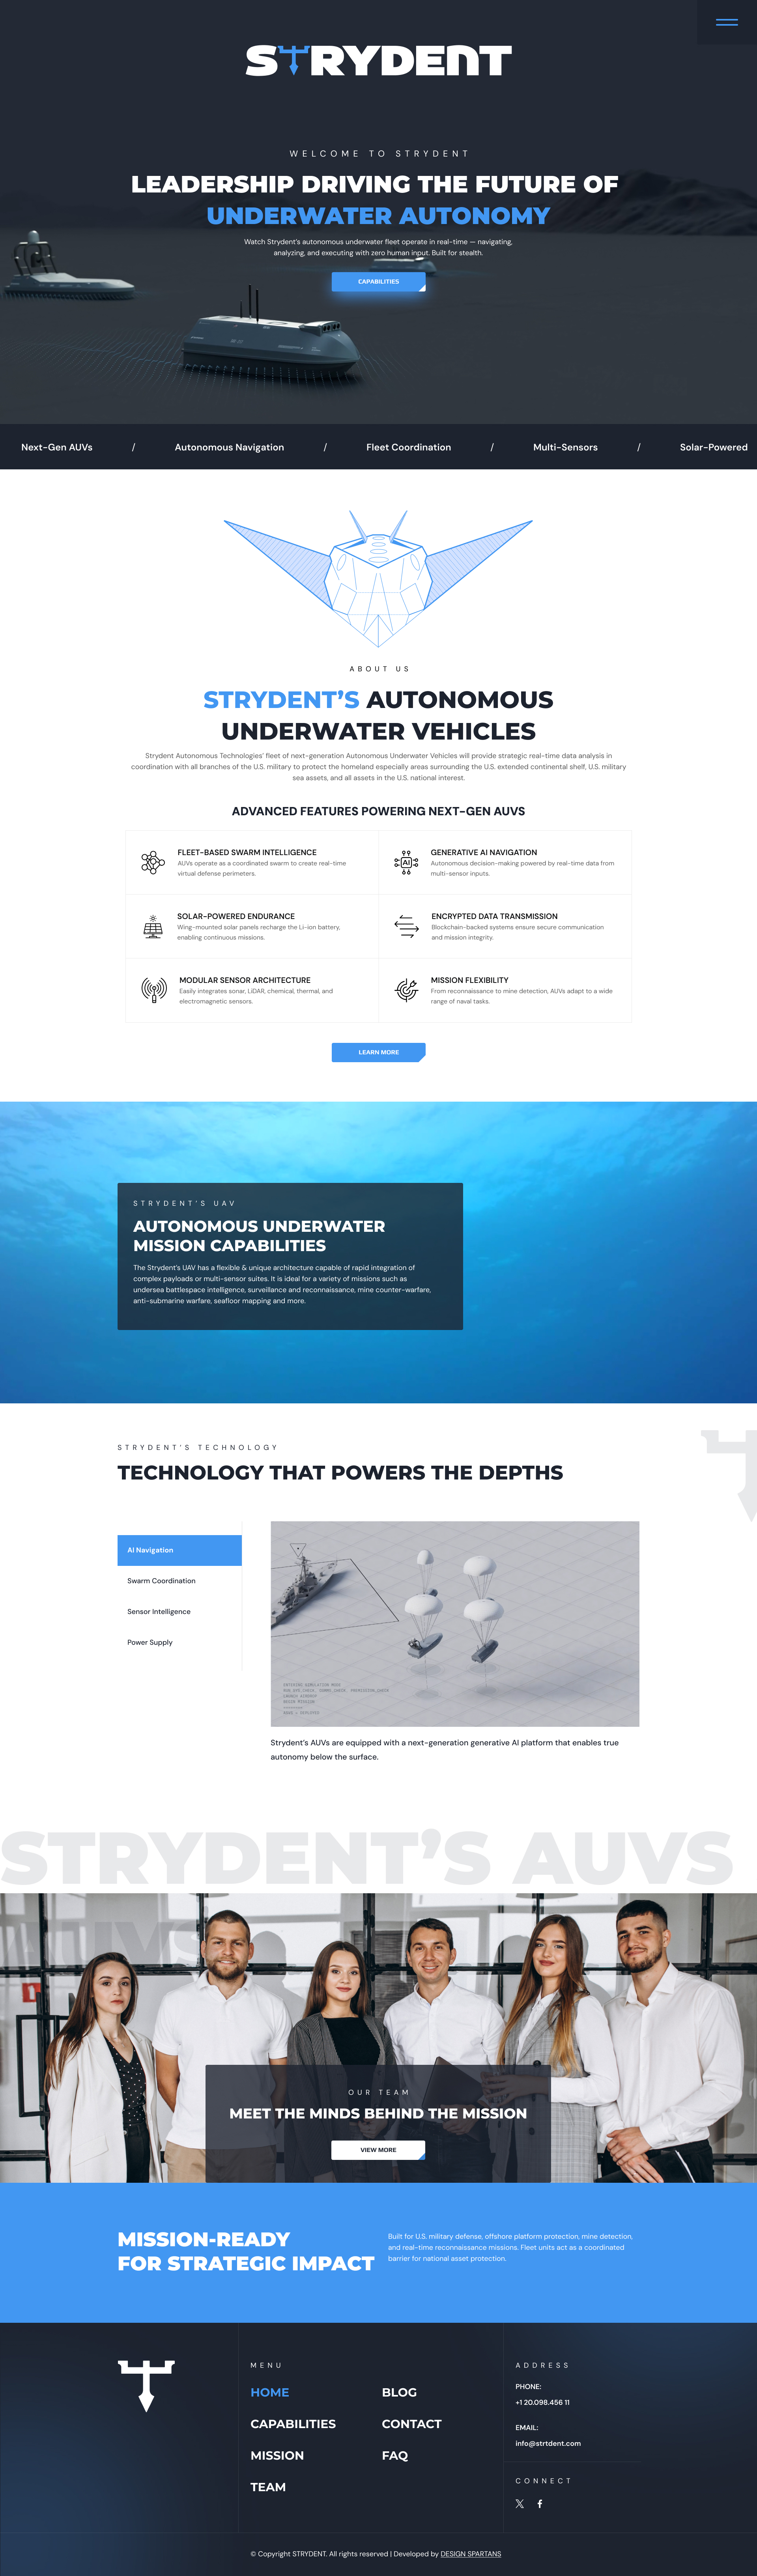 STRYDENT
WELCOME TO STRYDENT
LEADERSHIP DRIVING THE FUTURE OF
UNDERWATER AUTONOMY
Watch Strydent's autonomous underwater fleet operate in real-time — navigating,
analyzing, and executing with zero human input. Built for stealth.
CAPABILITIES
Next-Gen AUVs / Autonomous Navigation / Fleet Coordination / Multi-Sensors / Solar-Powered
ABOUT US
STRYDENT'S AUTONOMOUS
UNDERWATER VEHICLES
Strydent Autonomous Technologies' fleet of next-generation Autonomous Underwater Vehicles will provide strategic real-time data analysis in
coordination with all branches of the U.S. military to protect the homeland especially areas surrounding the U.S. extended continental shelf, U.S. military
sea assets, and all assets in the U.S. national interest.
ADVANCED FEATURES POWERING NEXT-GEN AUVS
FLEET-BASED SWARM INTELLIGENCE
AUVs operate as a coordinated swarm to create real-time
virtual defense perimeters.
AI
GENERATIVE AI NAVIGATION
Autonomous decision-making powered by real-time data from
multi-sensor inputs.
SOLAR-POWERED ENDURANCE
Wing-mounted solar panels recharge the Li-ion battery,
enabling continuous missions.
ENCRYPTED DATA TRANSMISSION
Blockchain-backed systems ensure secure communication
and mission integrity.
MODULAR SENSOR ARCHITECTURE
Easily integrates sonar, LiDAR, chemical, thermal, and
electromagnetic sensors.
MISSION FLEXIBILITY
From reconnaissance to mine detection, AUVs adapt to a wide
range of naval tasks.
LEARN MORE
STRYDENT'S UAV
AUTONOMOUS UNDERWATER
MISSION CAPABILITIES
The Strydent's UAV has a flexible & unique architecture capable of rapid integration of
complex payloads or multi-sensor suites. It is ideal for a variety of missions such as
undersea battlespace intelligence, surveillance and reconnaissance, mine counter-warfare,
anti-submarine warfare, seafloor mapping and more.
STRYDENT'S TECHNOLOGY
TECHNOLOGY THAT POWERS THE DEPTHS
AI Navigation
Swarm Coordination
Sensor Intelligence
Power Supply
Strydent's AUVs are equipped with a next-generation generative AI platform that enables true
autonomy below the surface.
STRYDENT'S AUVS
OUR TEAM
MEET THE MINDS BEHIND THE MISSION
VIEW MORE
MISSION-READY
FOR STRATEGIC IMPACT
Built for U.S. military defense, offshore platform protection, mine detection,
and real-time reconnaissance missions. Fleet units act as a coordinated
barrier for national asset protection.
MENU
HOME
CAPABILITIES
MISSION
TEAM
BLOG
CONTACT
FAQ
ADDRESS
PHONE:
+1 20.098.456 11
EMAIL:
info@strtdent.com
CONNECT
© Copyright STRYDENT. All rights reserved | Developed by DESIGN SPARTANS